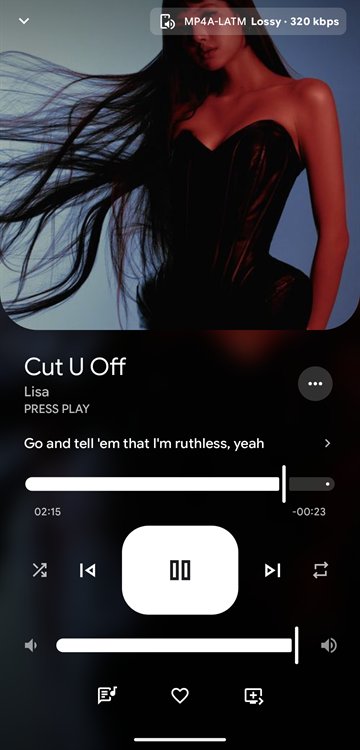 MP4A-LATM Lossy · 320 kbps
Cut U Off
Lisa
PRESS PLAY
Go and tell 'em that I'm ruthless, yeah
02:15 -00:23